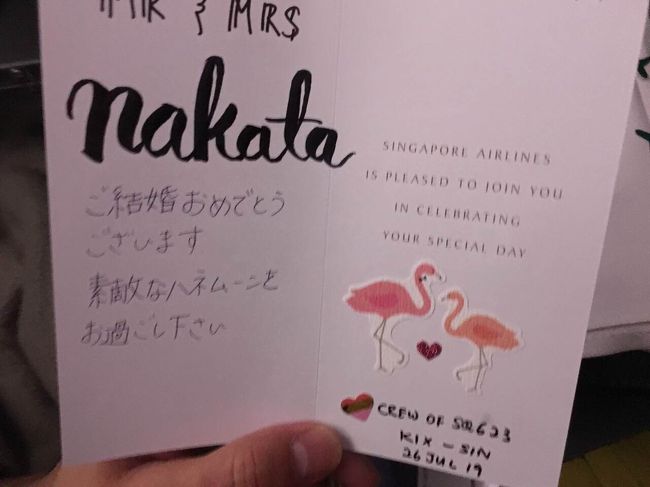 MR & MRS
nakata
ご結婚おめでとう
ございます
素敵なハネムーンを
お過ごし下さい
SINGAPORE AIRLINES
IS PLEASED TO JOIN YOU
IN CELEBRATING
YOUR SPECIAL DAY
CREW OF SQ623
KIX - SIN
26 JUL 19